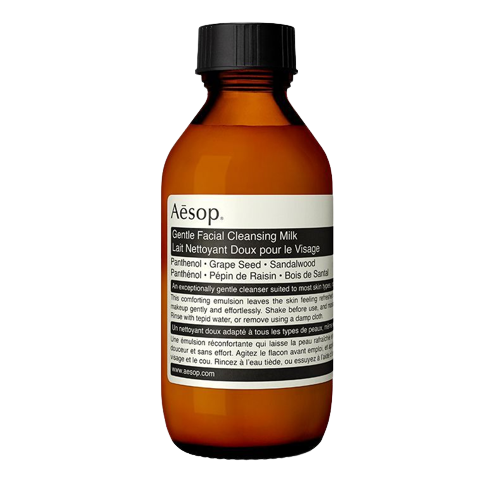 Aēsop®
Gentle Facial Cleansing Milk
Lait Nettoyant Doux pour le Visage
Panthenol • Grape Seed • Sandalwood
Panthénol • Pépin de Raisin • Bois de Santal
An exceptionally gentle cleanser suited to most skin types,
This comforting emulsion leaves the skin feeling
makeup gently and effortlessly. Shake before use, and
Rinse with tepid water, or remove using a damp cloth.
Un nettoyant doux adapté à tous les types de peaux,
Une émulsion réconfortante qui laisse la peau
douceur et sans effort. Agitez le flacon avant emploi, et
visage et le cou. Rincez à l'eau tiède, ou essuyez à l'aide
www.aesop.com